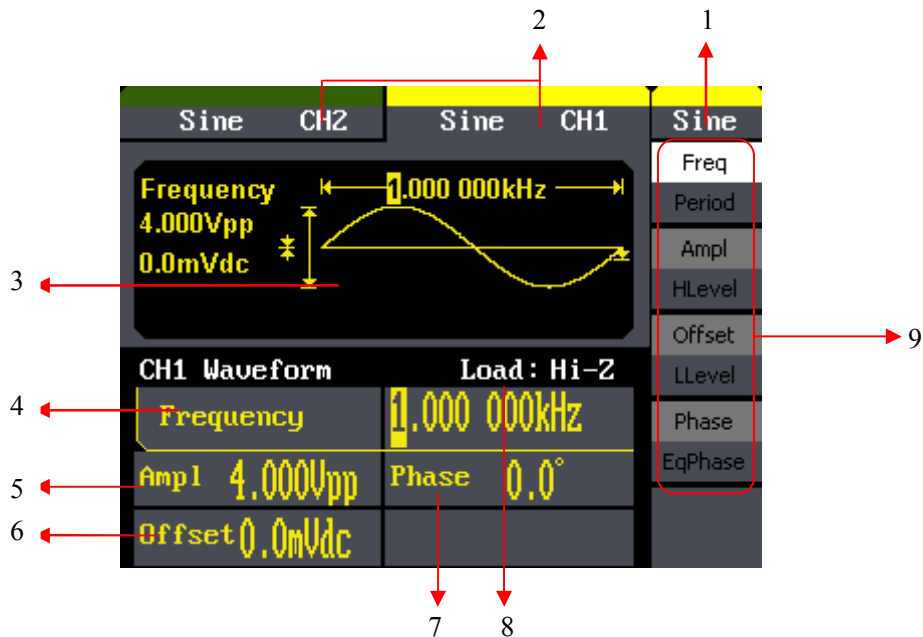 2
1
Sine CH2
Sine CH1
Sine
Frequency
4.000Vpp
0.0mVdc
1.000 000kHz
Freq
Period
Ampl
HLevel
Offset
LLevel
Phase
EqPhase
3
9
CH1 Waveform
Load: Hi-Z
4
Frequency
1.000 000kHz
5
Ampl 4.000Vpp
Phase 0.0°
6
Offset 0.0mVdc
7
8